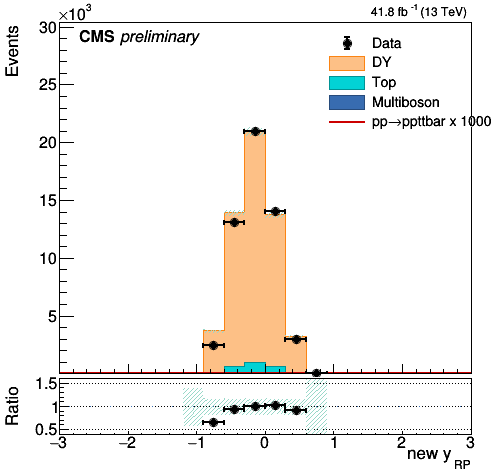 ×10³
41.8 fb⁻¹ (13 TeV)
CMS preliminary
Data
DY
Top
Multiboson
pp→ppttbar x 1000
Events
30
25
20
15
10
5
Ratio
1.5
1
0.5
−3 −2 −1 0 1 2 3
new y_RP